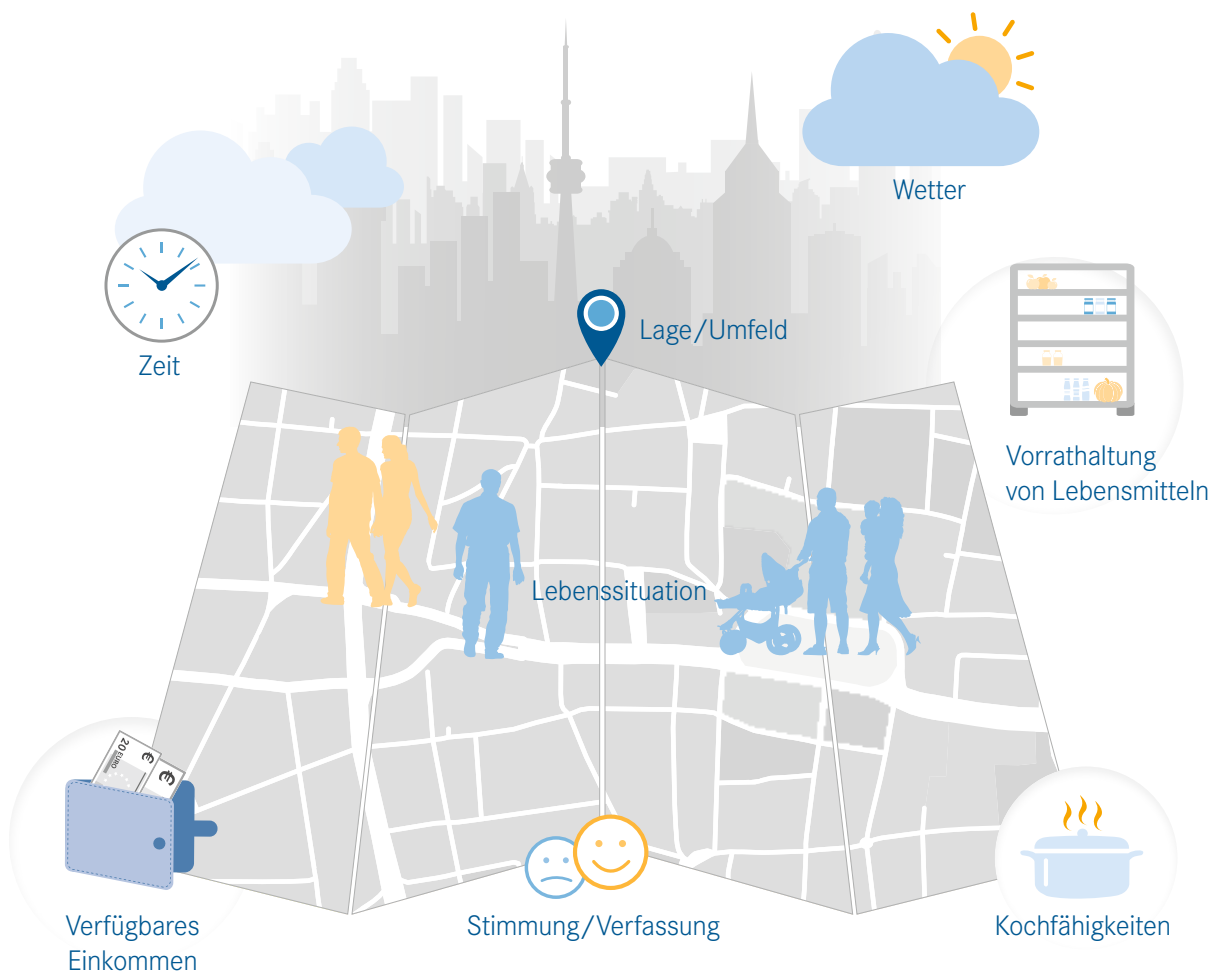 Wetter
Zeit
Lage/Umfeld
Vorrathaltung
von Lebensmitteln
Lebenssituation
20 EURO
€
€
Verfügbares
Einkommen
Stimmung/Verfassung
Kochfähigkeiten